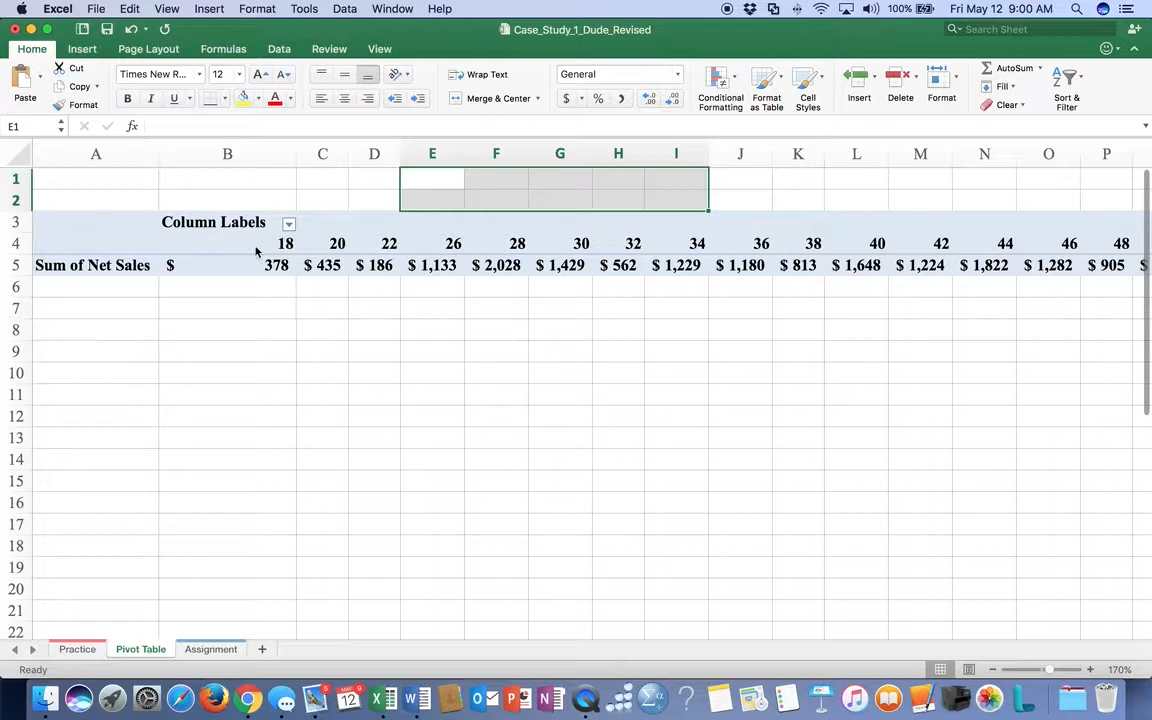 Excel File Edit View Insert Format Tools Data Window Help 100% Fri May 12 9:00 AM
Case_Study_1_Dude_Revised Search Sheet
Home Insert Page Layout Formulas Data Review View
Paste Cut Copy Format
Times New R... 12 A A
B I U A
Wrap Text
Merge & Center
General
$ %
Conditional Formatting
Format as Table
Cell Styles
Insert Delete Format
AutoSum Fill Clear
Sort & Filter
E1 fx
A B C D E F G H I J K L M N O P
1
2
3 Column Labels
4 18 20 22 26 28 30 32 34 36 38 40 42 44 46 48
5 Sum of Net Sales $ 378 $ 435 $ 186 $ 1,133 $ 2,028 $ 1,429 $ 562 $ 1,229 $ 1,180 $ 813 $ 1,648 $ 1,224 $ 1,822 $ 1,282 $ 905 $
6
7
8
9
10
11
12
13
14
15
16
17
18
19
20
21
22
Practice Pivot Table Assignment +
Ready 170%